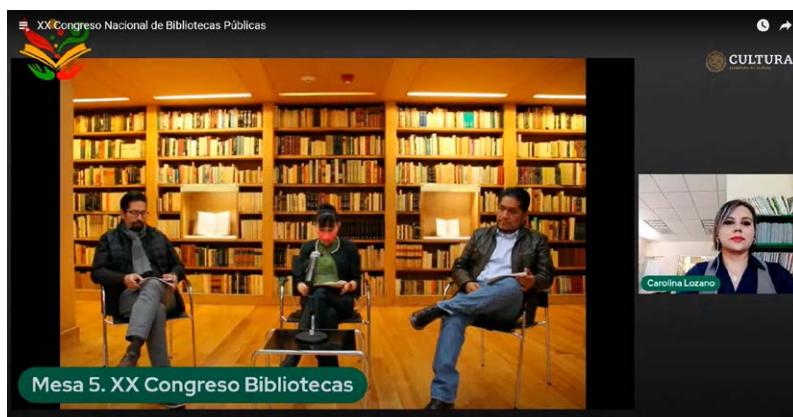 XX Congreso Nacional de Bibliotecas Públicas
CULTURA
Carolina Lozano
Mesa 5. XX Congreso Bibliotecas